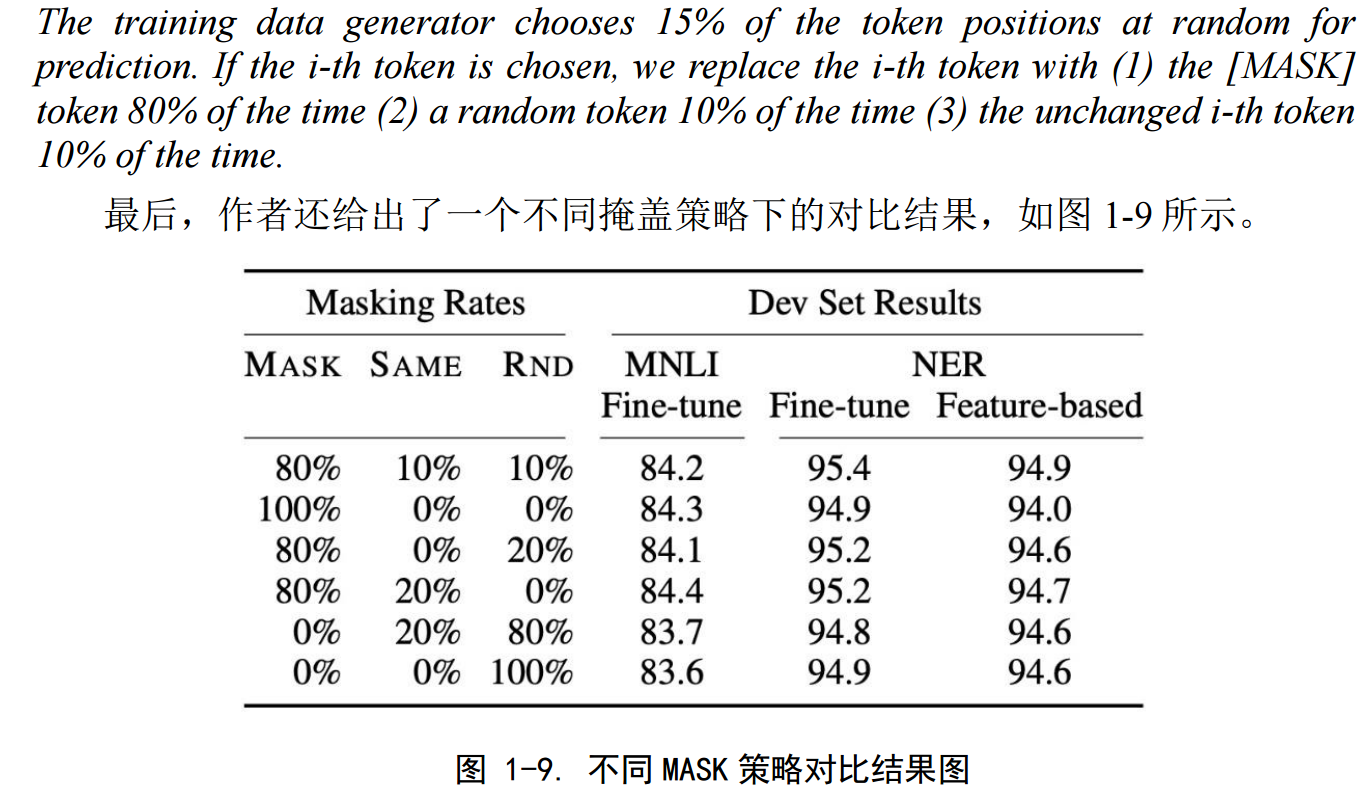 The training data generator chooses 15% of the token positions at random for
prediction. If the i-th token is chosen, we replace the i-th token with (1) the [MASK]
token 80% of the time (2) a random token 10% of the time (3) the unchanged i-th token
10% of the time.
最后，作者还给出了一个不同掩盖策略下的对比结果，如图 1-9 所示。
Masking Rates Dev Set Results
MASK SAME RND MNLI NER
Fine-tune Fine-tune Feature-based
80% 10% 10% 84.2 95.4 94.9
100% 0% 0% 84.3 94.9 94.0
80% 0% 20% 84.1 95.2 94.6
80% 20% 0% 84.4 95.2 94.7
0% 20% 80% 83.7 94.8 94.6
0% 0% 100% 83.6 94.9 94.6
图 1-9. 不同 MASK 策略对比结果图